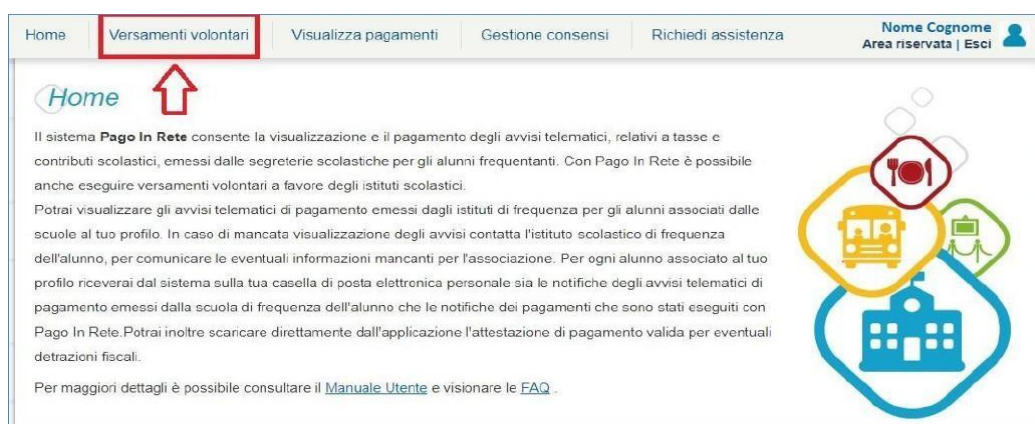 Home Versamenti volontari Visualizza pagamenti Gestione consensi Richiedi assistenza Nome Cognome
Area riservata | Esci
Home
Il sistema Pago In Rete consente la visualizzazione e il pagamento degli avvisi telematici, relativi a tasse e
contributi scolastici, emessi dalle segreterie scolastiche per gli alunni frequentanti. Con Pago In Rete è possibile
anche eseguire versamenti volontari a favore degli istituti scolastici.
Potrai visualizzare gli avvisi telematici di pagamento emessi dagli istituti di frequenza per gli alunni associati dalle
scuole al tuo profilo. In caso di mancata visualizzazione degli avvisi contatta l'istituto scolastico di frequenza
dell'alunno, per comunicare le eventuali informazioni mancanti per l'associazione. Per ogni alunno associato al tuo
profilo riceverai dal sistema sulla tua casella di posta elettronica personale sia le notifiche degli avvisi telematici di
pagamento emessi dalla scuola di frequenza dell'alunno che le notifiche dei pagamenti che sono stati eseguiti con
Pago In Rete.Potrai inoltre scaricare direttamente dall'applicazione l'attestazione di pagamento valida per eventuali
detrazioni fiscali.
Per maggiori dettagli è possibile consultare il Manuale Utente e visionare le FAQ .